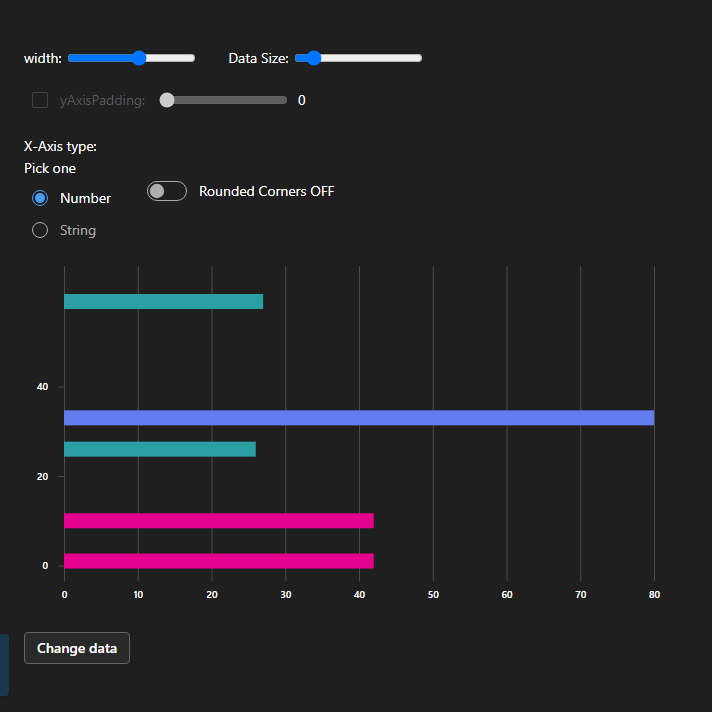 width: Data Size:
yAxisPadding: 0
X-Axis type:
Pick one
Number Rounded Corners OFF
String
40
20
0
0 10 20 30 40 50 60 70 80
Change data